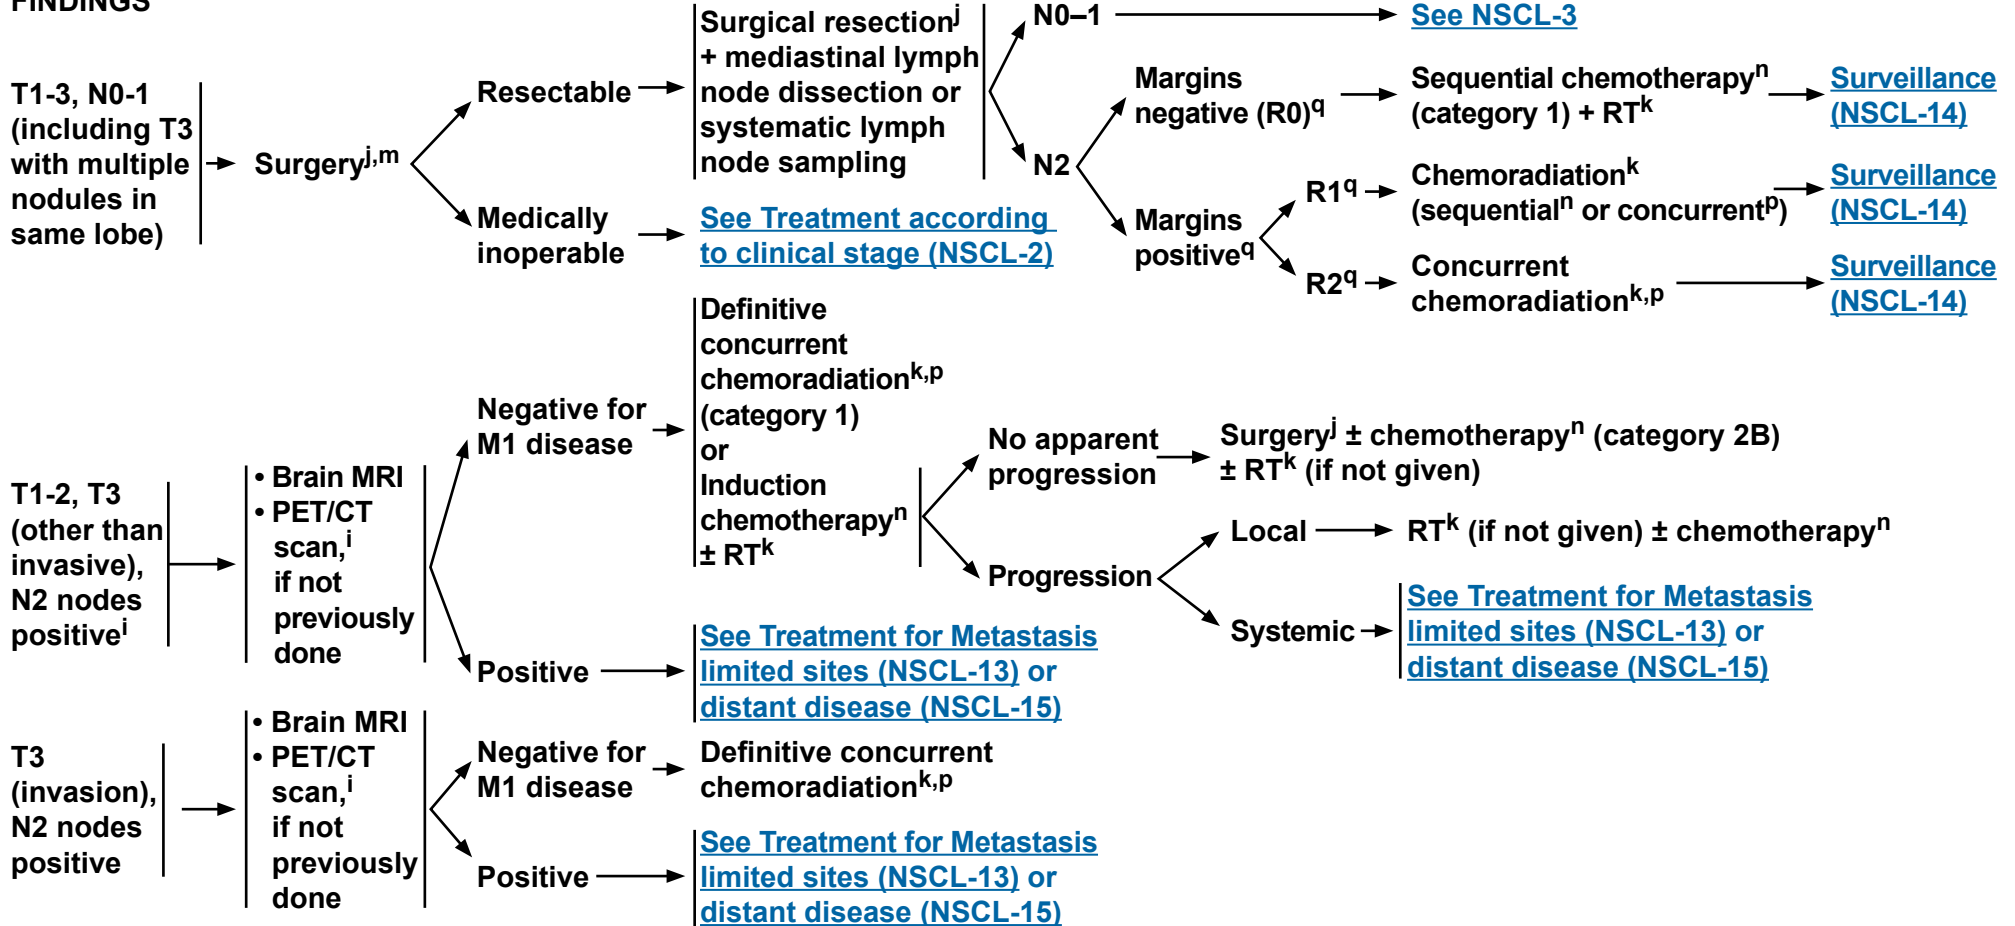 FINDINGS
T1-3, N0-1
(including T3
with multiple
nodules in
same lobe)
Surgeryj,m
Resectable
Surgical resectionj
+ mediastinal lymph
node dissection or
systematic lymph
node sampling
N0–1
See NSCL-3
N2
Margins
negative (R0)q
Sequential chemotherapyn
(category 1) + RTk
Surveillance
(NSCL-14)
Margins
positiveq
R1q
Chemoradiationk
(sequentialn or concurrentp)
Surveillance
(NSCL-14)
R2q
Concurrent
chemoradiationk,p
Surveillance
(NSCL-14)
Medically
inoperable
See Treatment according
to clinical stage (NSCL-2)
T1-2, T3
(other than
invasive),
N2 nodes
positivei
• Brain MRI
• PET/CT
scan,i
if not
previously
done
Negative for
M1 disease
Definitive
concurrent
chemoradiationk,p
(category 1)
or
Induction
chemotherapyn
± RTk
No apparent
progression
Surgeryj ± chemotherapyn (category 2B)
± RTk (if not given)
Progression
Local
RTk (if not given) ± chemotherapyn
Systemic
See Treatment for Metastasis
limited sites (NSCL-13) or
distant disease (NSCL-15)
Positive
See Treatment for Metastasis
limited sites (NSCL-13) or
distant disease (NSCL-15)
T3
(invasion),
N2 nodes
positive
• Brain MRI
• PET/CT
scan,i
if not
previously
done
Negative for
M1 disease
Definitive concurrent
chemoradiationk,p
Positive
See Treatment for Metastasis
limited sites (NSCL-13) or
distant disease (NSCL-15)